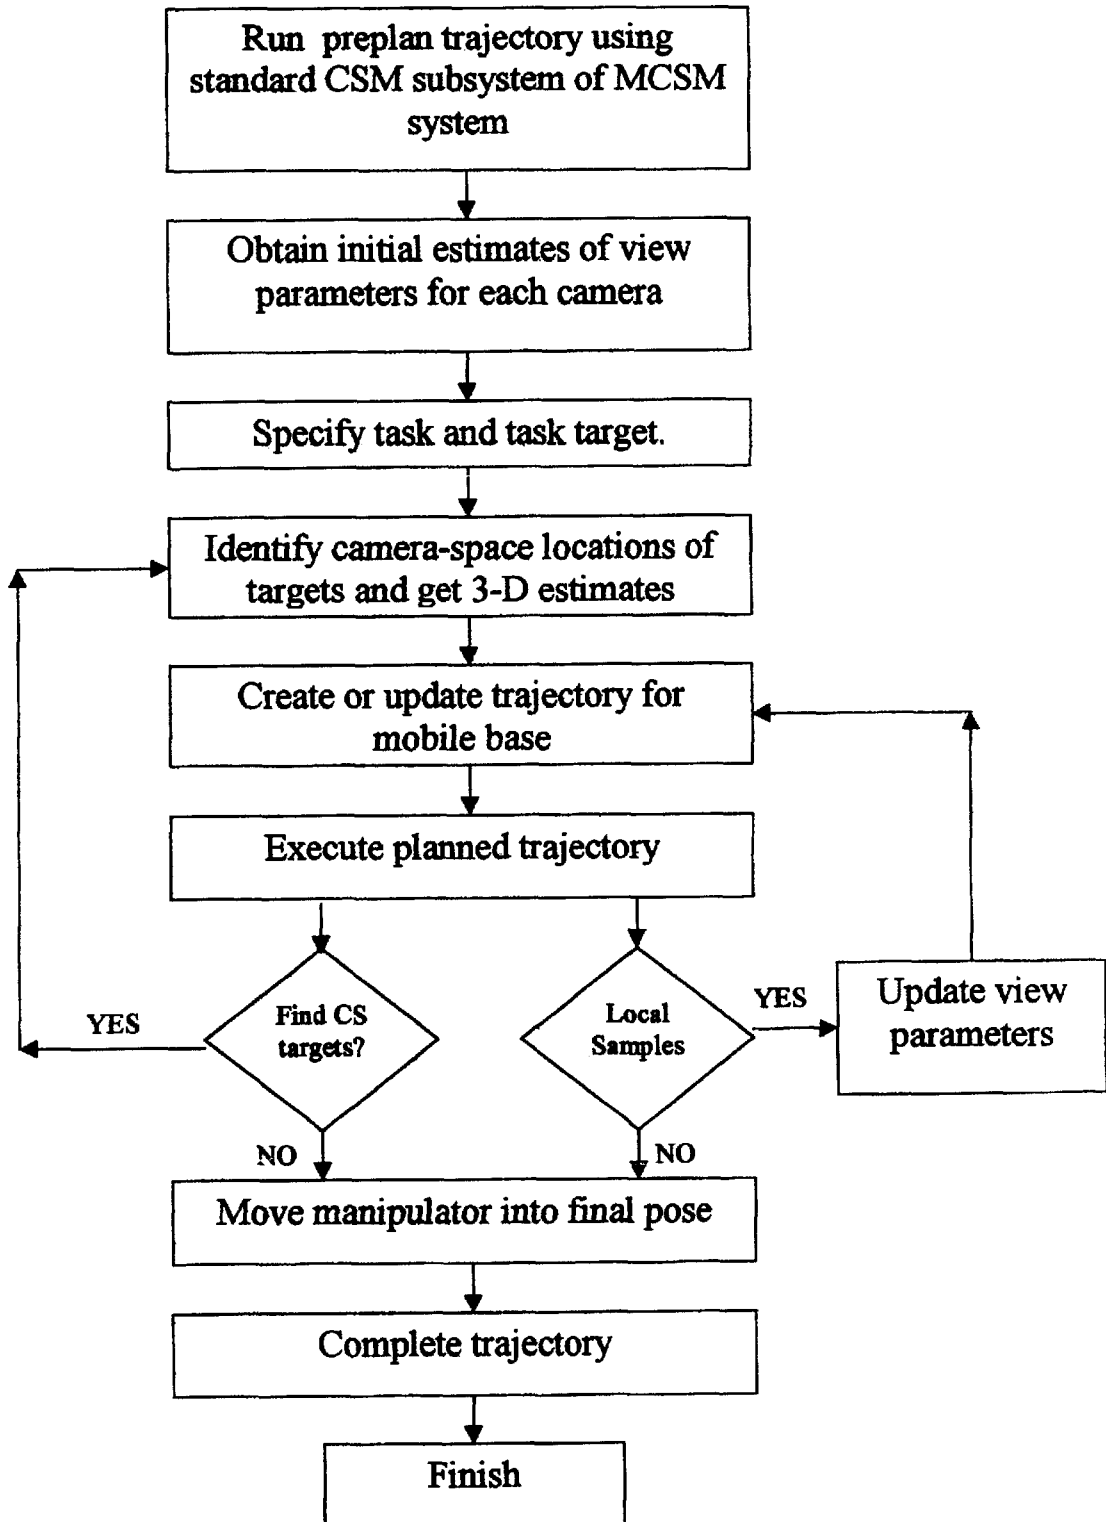 Run preplan trajectory using
standard CSM subsystem of MCSM
system
Obtain initial estimates of view
parameters for each camera
Specify task and task target.
Identify camera-space locations of
targets and get 3-D estimates
Create or update trajectory for
mobile base
Execute planned trajectory
Find CS
targets?
YES
NO
Local
Samples
YES
NO
Update view
parameters
Move manipulator into final pose
Complete trajectory
Finish